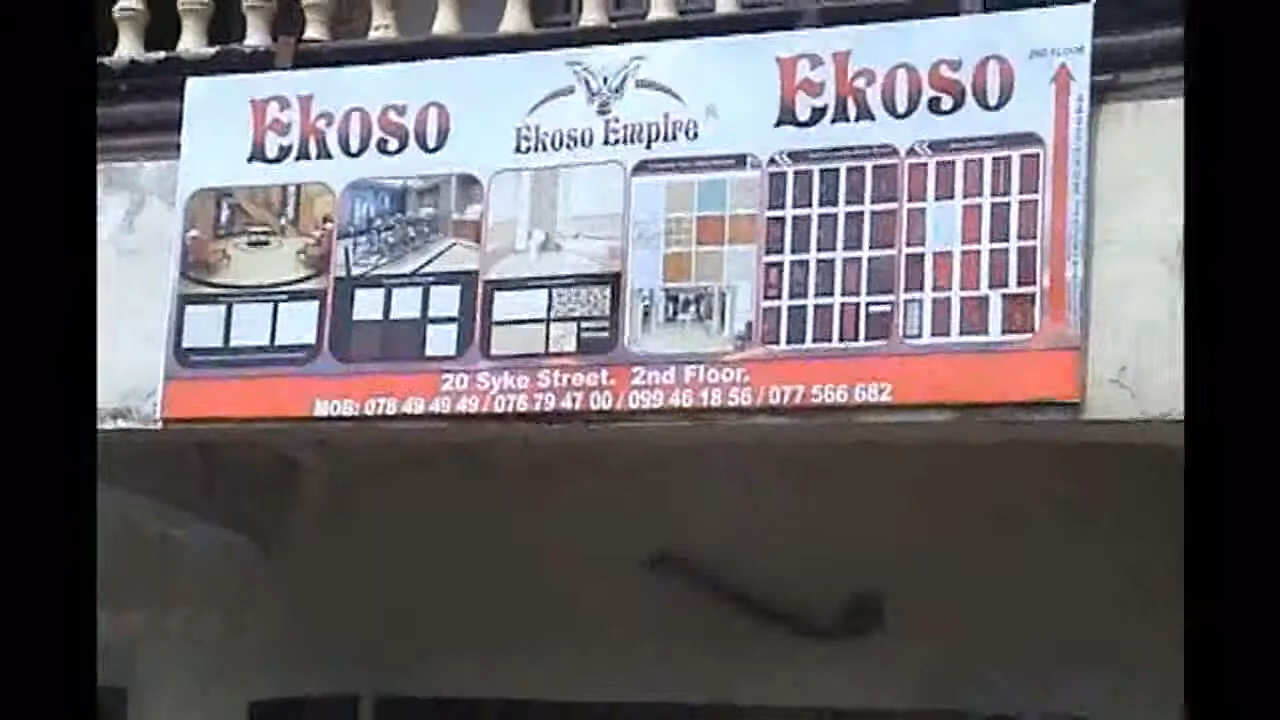 Ekoso
Ekoso Empire
Ekoso
2ND FLOOR
20 Syke Street. 2nd Floor.
MOB: 078 49 49 49 / 076 79 47 00 / 099 46 18 56 / 077 566 682